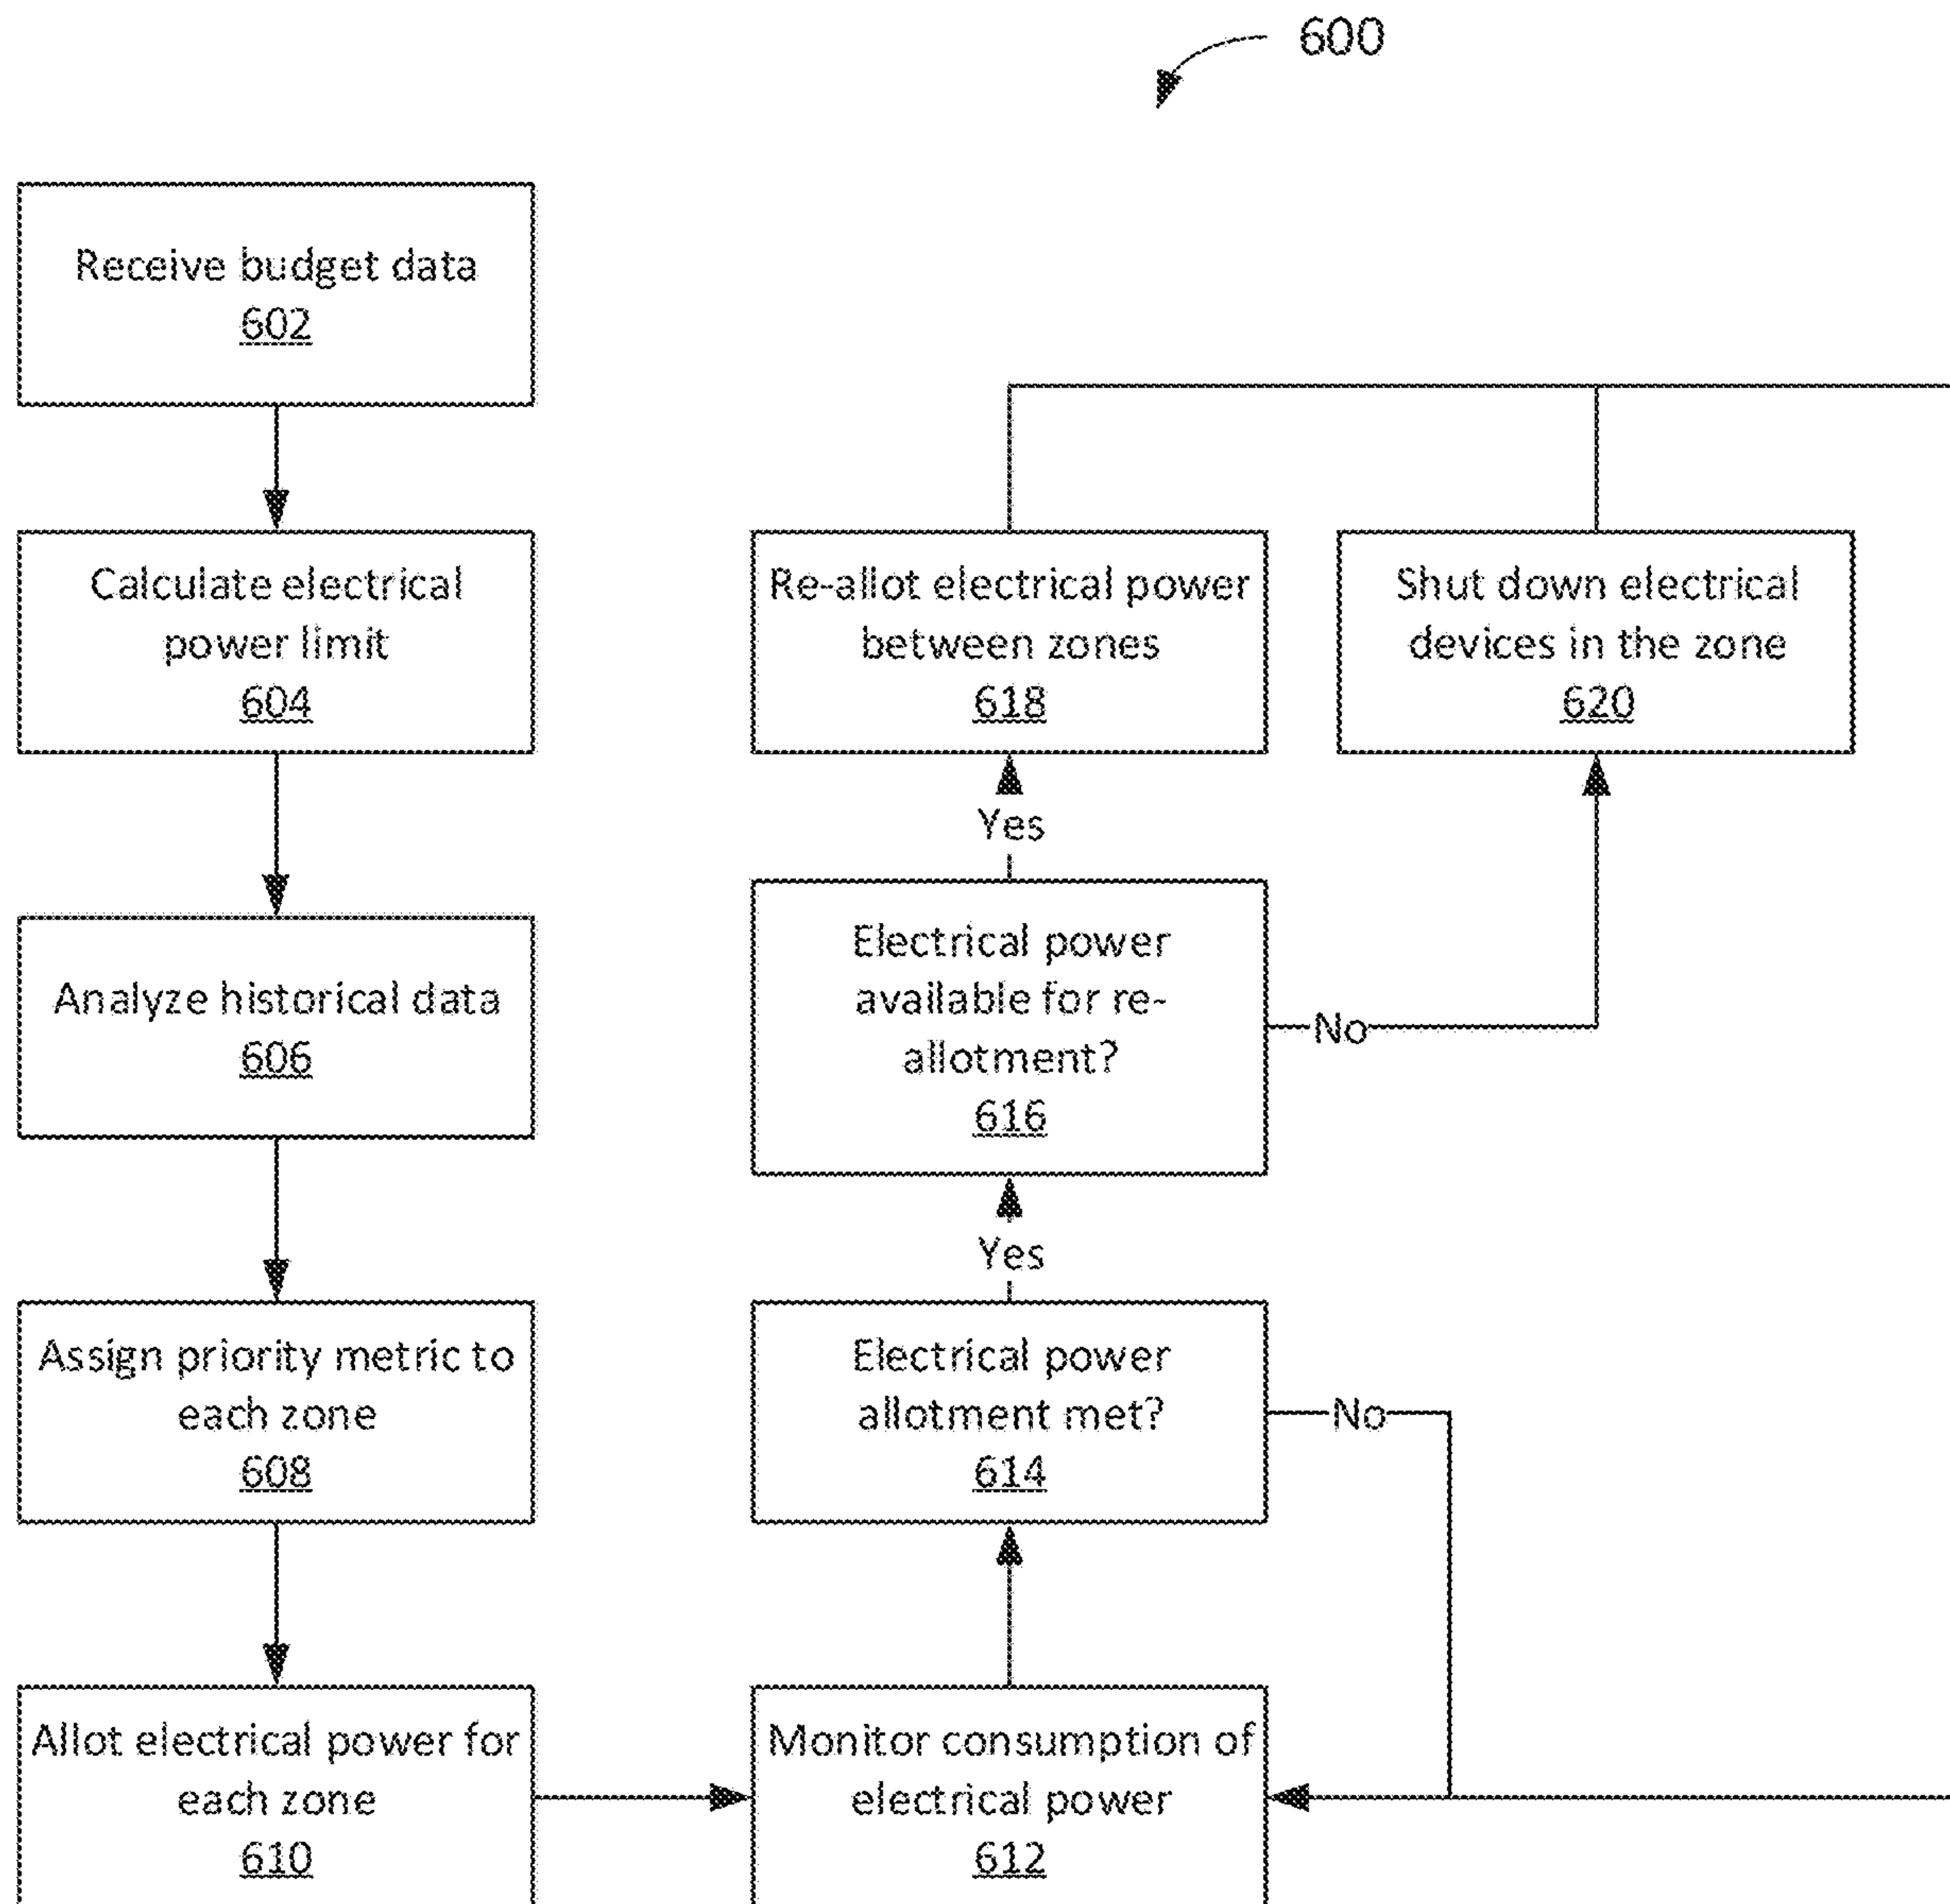 600
Receive budget data
602
Calculate electrical
power limit
604
Analyze historical data
606
Assign priority metric to
each zone
608
Allot electrical power for
each zone
610
Re-allot electrical power
between zones
618
Shut down electrical
devices in the zone
620
Yes
Electrical power
available for re-
allotment?
616
No
Yes
Electrical power
allotment met?
614
No
Monitor consumption of
electrical power
612